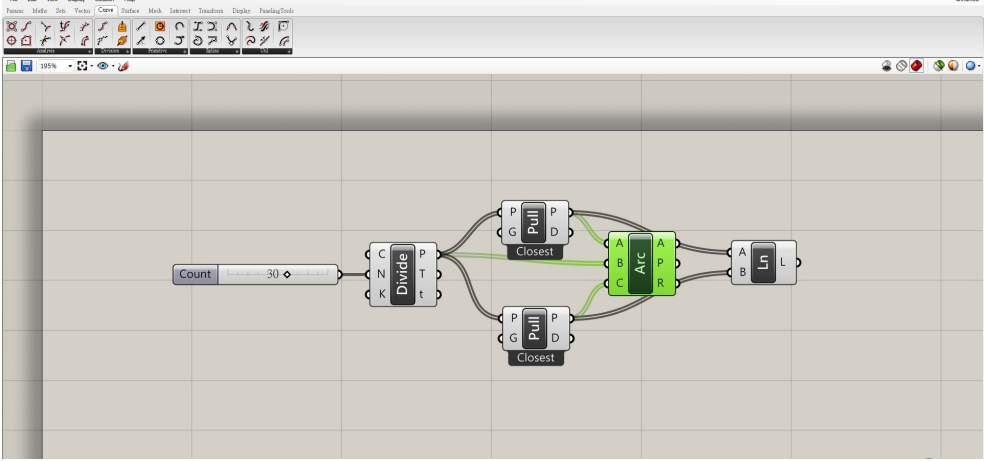 Params Maths Sets Vector Curve Surface Mesh Intersect Transform Display PanelingTools
Analysis Division Primitive Spline Util
195%
P P
G D
Pull
Closest
C P
N T
K t
Divide
Count 30
A A
B P
C R
Arc
A L
B
Ln
P P
G D
Pull
Closest